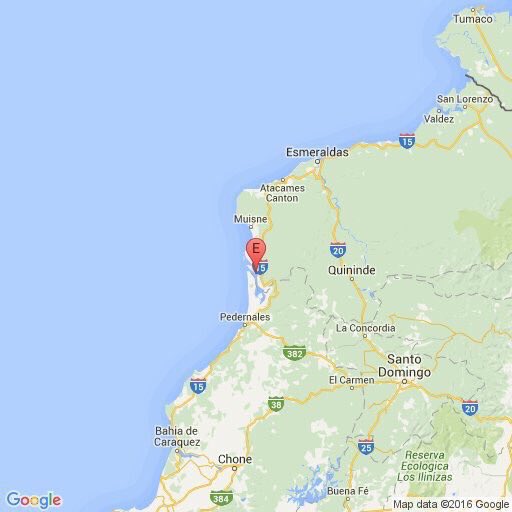 Tumaco
San Lorenzo
Valdez
15
Esmeraldas
Atacames
Canton
Muisne
E
15
20
Quininde
Pedernales
La Concordia
382
Santo
Domingo
15
El Carmen
38
20
Bahia de
Caraquez
25
Chone
Reserva
Ecologica
Los Ilinizas
Buena Fé
384
Google
Map data ©2016 Google